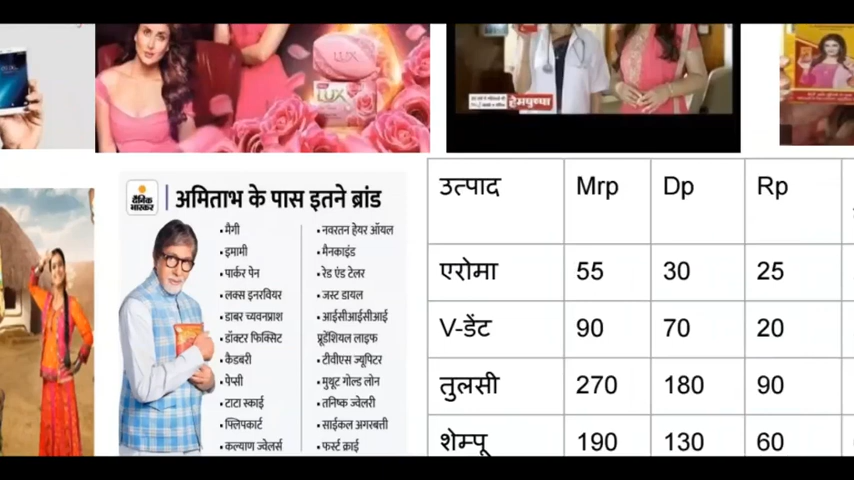 LUX
LUX
हेमपुष्पा
दैनिक
भास्कर
अमिताभ के पास इतने ब्रांड
• मैगी
• इमामी
• पार्कर पेन
• लक्स इनरवियर
• डाबर च्यवनप्राश
• डॉक्टर फिक्सिट
• कैडबरी
• पेप्सी
• टाटा स्काई
• फ्लिपकार्ट
• कल्याण ज्वेलर्स
• नवरतन हेयर ऑयल
• मैनकाइंड
• रेड एंड टेलर
• जस्ट डायल
• आईसीआईसीआई
प्रूडेंशियल लाइफ
• टीवीएस ज्यूपिटर
• मुथूट गोल्ड लोन
• तनिष्क ज्वेलरी
• साईकल अगरबत्ती
• फर्स्ट क्राई
उत्पाद Mrp Dp Rp
एरोमा 55 30 25
V-डेंट 90 70 20
तुलसी 270 180 90
शेम्पू 190 130 60